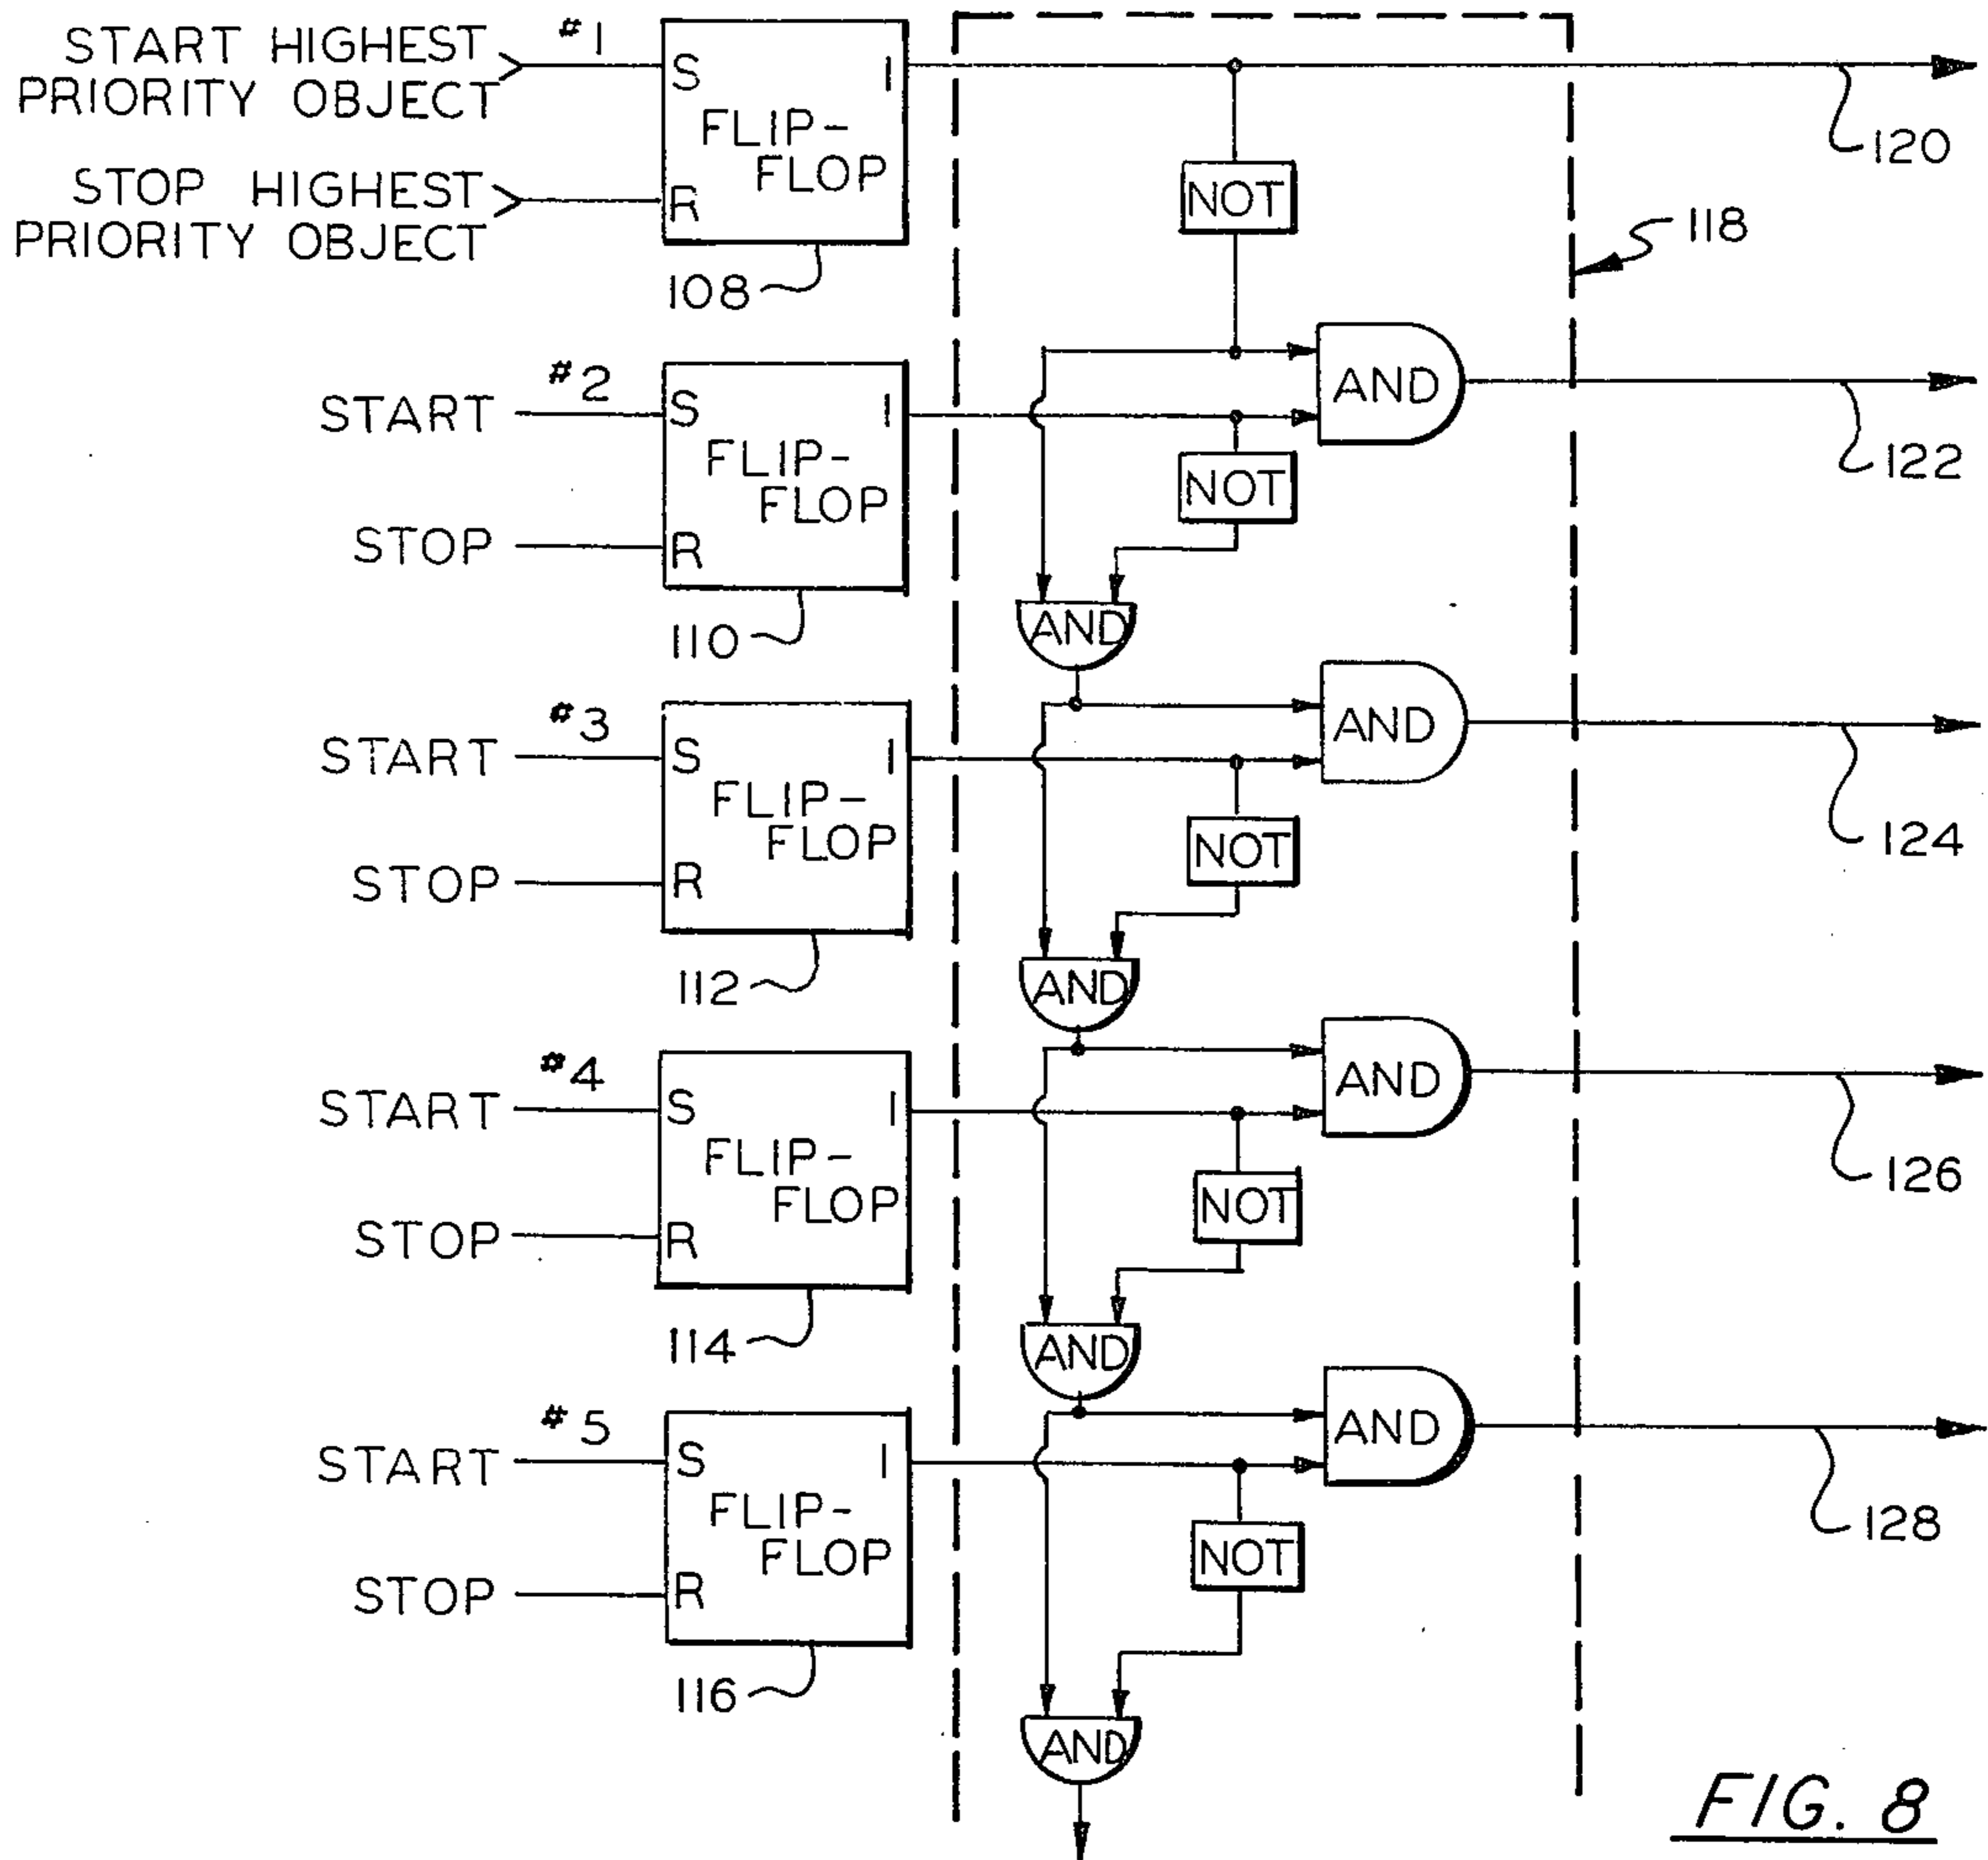 START HIGHEST
PRIORITY OBJECT
#1
S
1
FLIP-
FLOP
STOP HIGHEST
PRIORITY OBJECT
R
108
NOT
120
118
START
#2
S
1
FLIP-
FLOP
STOP
R
110
AND
NOT
122
AND
START
#3
S
1
FLIP-
FLOP
STOP
R
112
AND
NOT
124
AND
START
#4
S
1
FLIP-
FLOP
STOP
R
114
AND
NOT
126
AND
START
#5
S
1
FLIP-
FLOP
STOP
R
116
AND
NOT
128
AND
FIG. 8